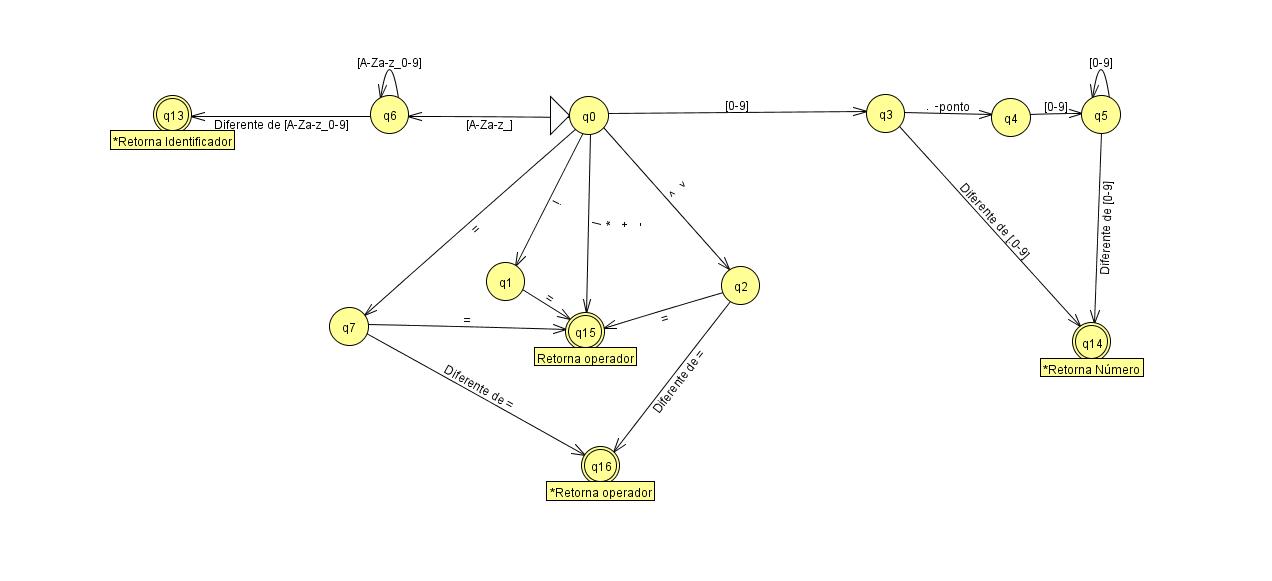 [A-Za-z_0-9]
[0-9]
q13
q6
q0
[0-9]
q3
. -ponto
q4
[0-9]
q5
Diferente de [A-Za-z_0-9]
[A-Za-z_]
*Retorna Identificador
=
!
/ * + -
< >
Diferente de [.0-9]
Diferente de [0-9]
q1
q2
=
=
q7
=
q15
Retorna operador
q14
*Retorna Número
Diferente de =
Diferente de =
q16
*Retorna operador